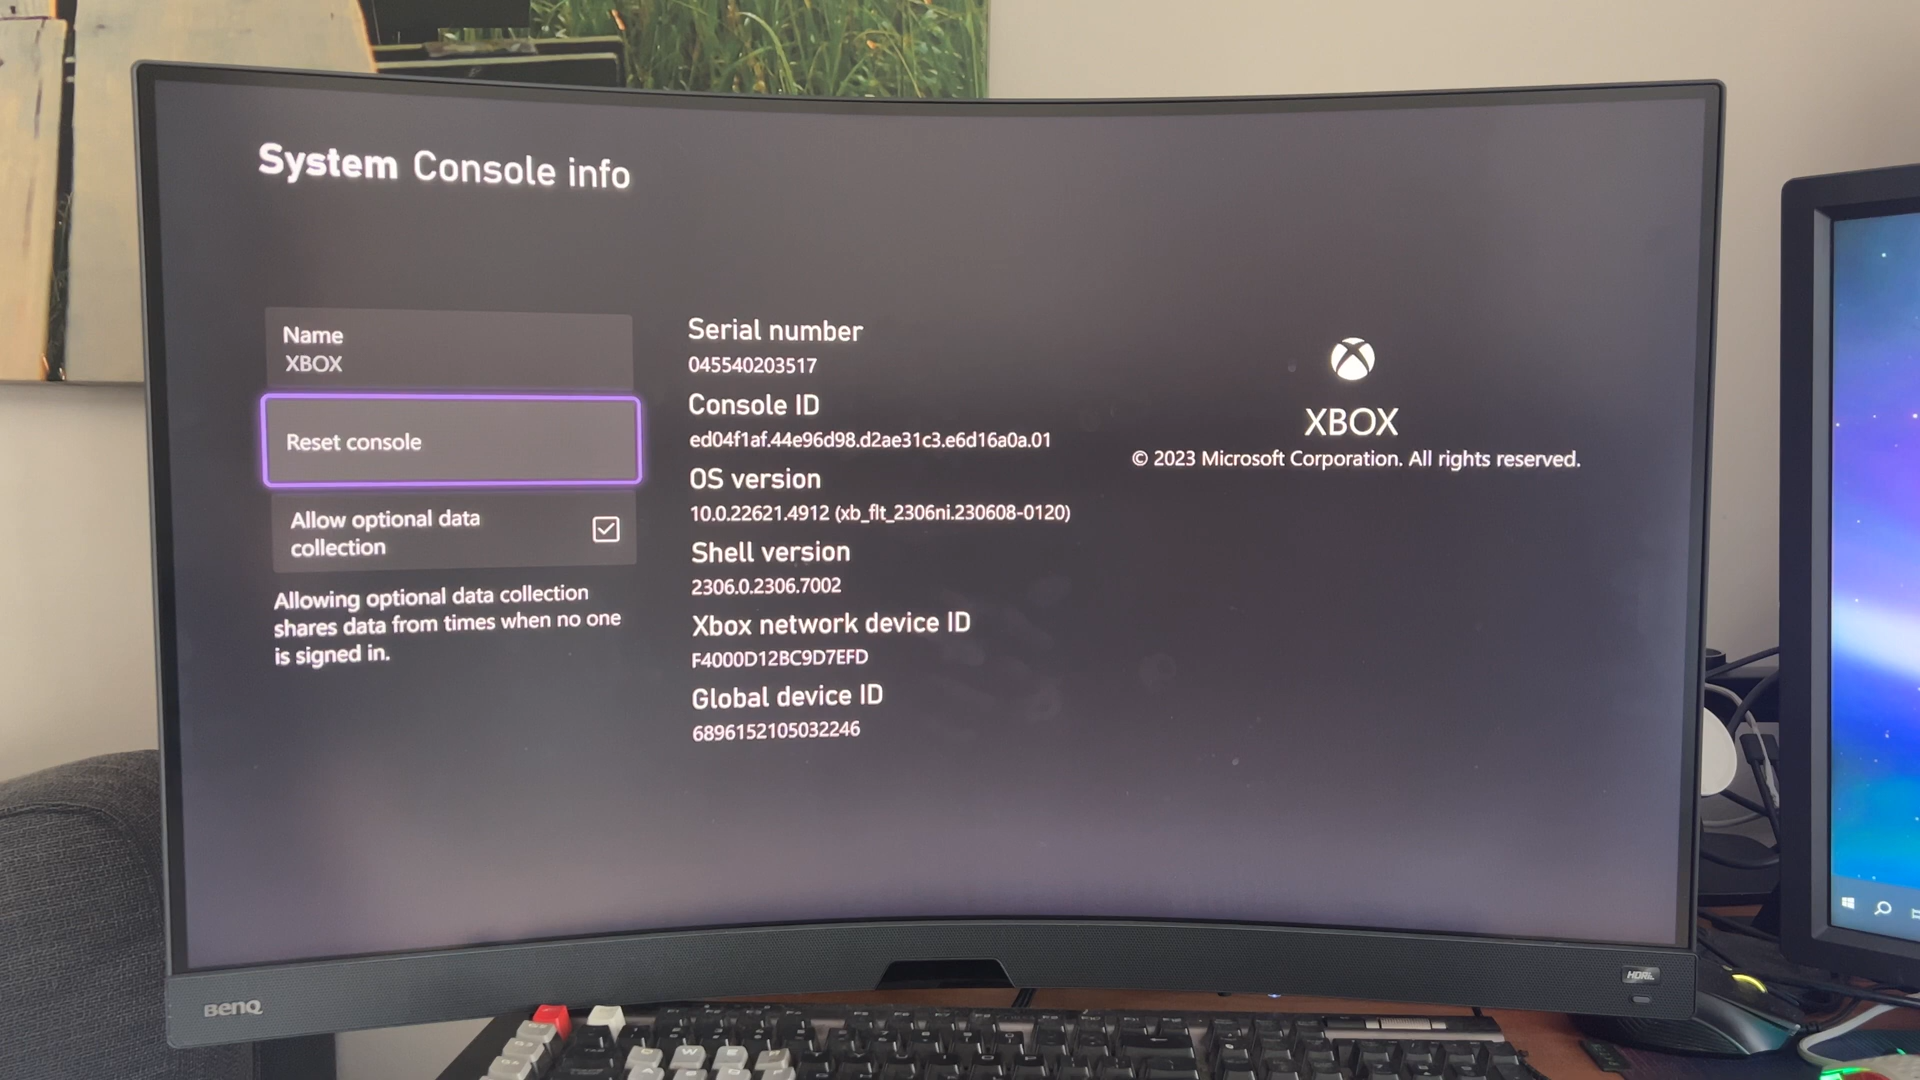 System Console info
Name
XBOX
Reset console
Allow optional data
collection
Allowing optional data collection
shares data from times when no one
is signed in.
Serial number
045540203517
Console ID
ed04f1af.44e96d98.d2ae31c3.e6d16a0a.01
OS version
10.0.22621.4912 (xb_flt_2306ni.230608-0120)
Shell version
2306.0.2306.7002
Xbox network device ID
F4000D12BC9D7EFD
Global device ID
6896152105032246
XBOX
© 2023 Microsoft Corporation. All rights reserved.
BenQ